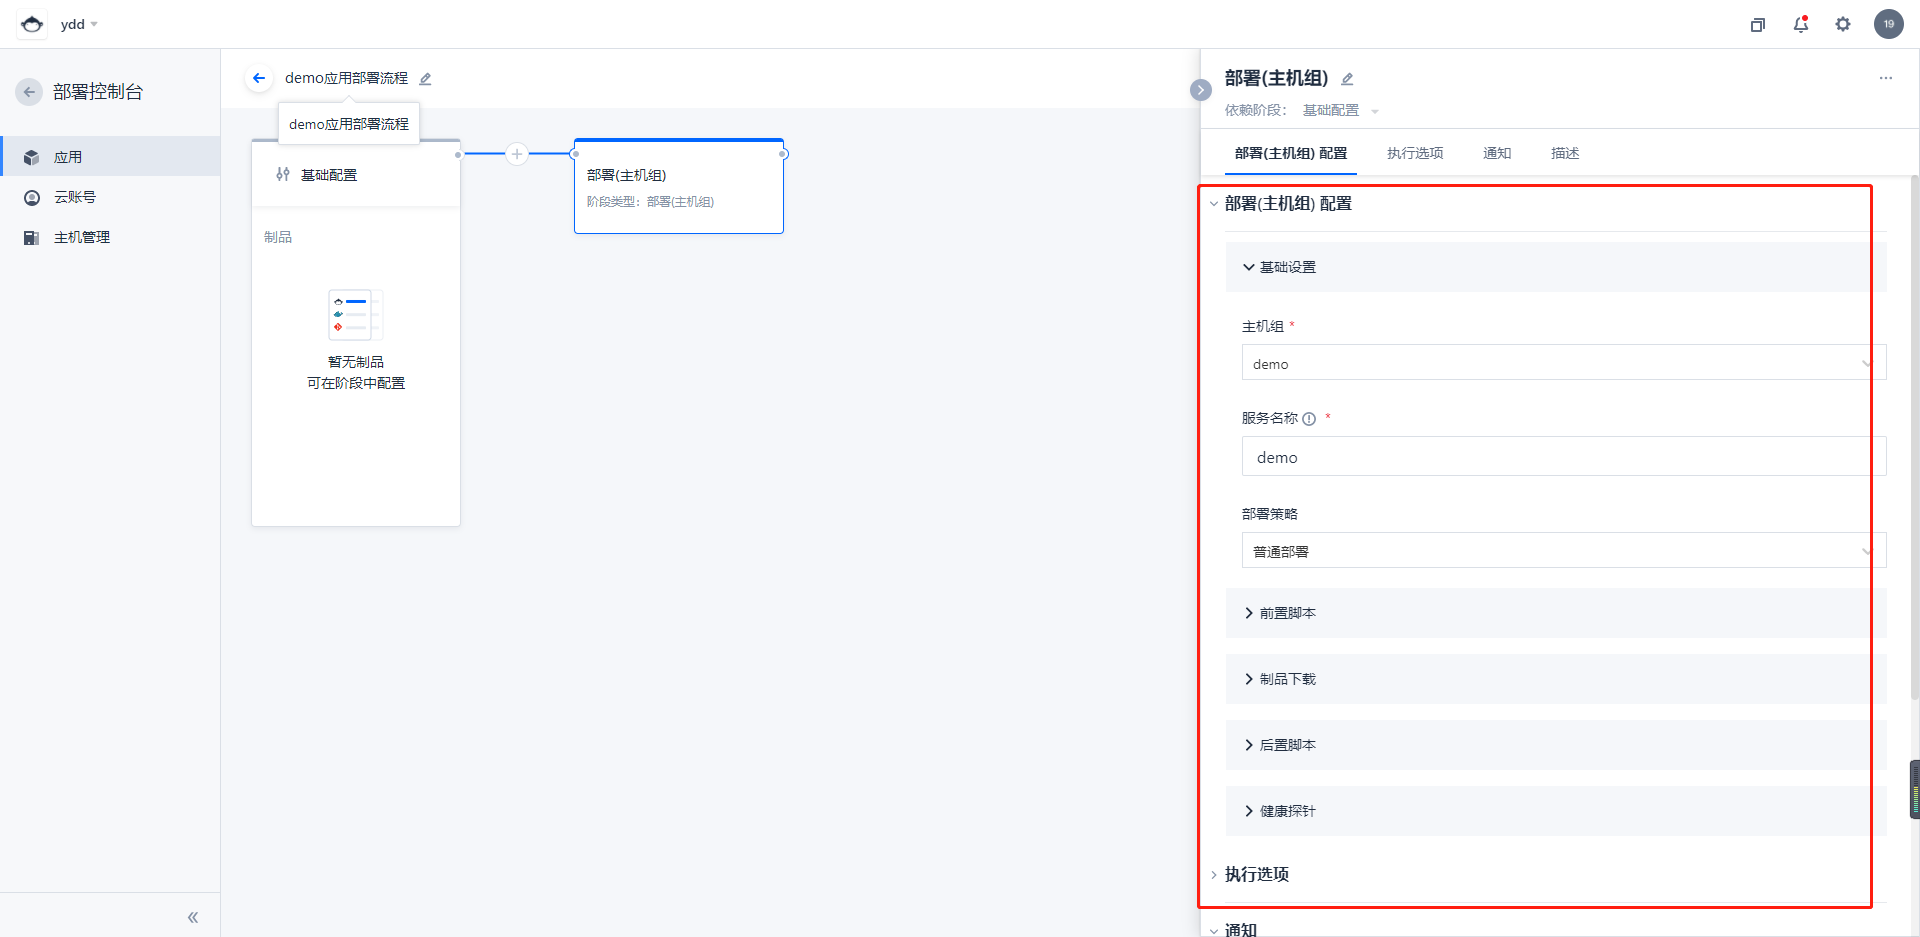 ydd
19
部署控制台
应用
云账号
主机管理
demo应用部署流程
demo应用部署流程
基础配置
制品
暂无制品
可在阶段中配置
部署(主机组)
阶段类型：部署(主机组)
部署(主机组)
依赖阶段： 基础配置
部署(主机组) 配置 执行选项 通知 描述
部署(主机组) 配置
基础设置
主机组 *
demo
服务名称 *
demo
部署策略
普通部署
前置脚本
制品下载
后置脚本
健康探针
执行选项
通知